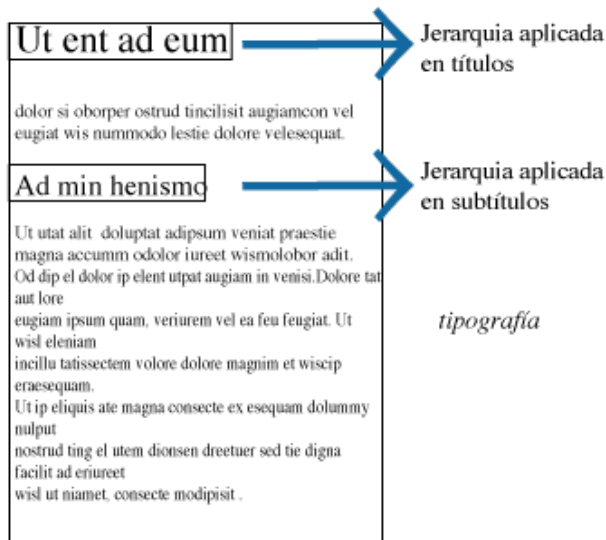 Ut ent ad eum
Jerarquia aplicada
en títulos
dolor si oborper ostrud tincilisit augiamcon vel
eugiat wis nummodo lestie dolore velesequat.
Ad min henismo
Jerarquia aplicada
en subtítulos
Ut utat alit doluptat adipsum veniat praestie
magna accumm odolor iureet wismolobor adit.
Od dip el dolor ip elent utpat augiam in venisi.Dolore tat
aut lore
eugiam ipsum quam, veriurem vel ea feu feugiat. Ut
wisl eleniam
incillu tatissectem volore dolore magnim et wiscip
eraesequam.
Ut ip eliquis ate magna consecte ex esequam dolummy
nulput
nostrud ting el utem dionsen dreetuer sed tie digna
facilit ad eriureet
wisl ut niamet, consecte modipisit .
tipografía